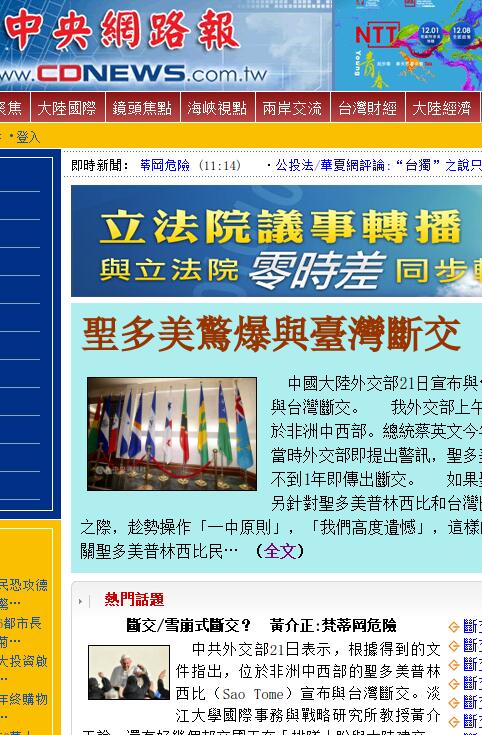 中央網路報
www.CDNEWS.com.tw
NTT
12.01
12.08
Young
聚焦 大陸國際 鏡頭焦點 海峽視點 兩岸交流 台灣財經 大陸經濟
•登入
即時新聞： 蒂岡危險 (11:14) ・公投法/華夏網評論:“台獨”之說只
立法院議事轉播
與立法院零時差同步
聖多美驚爆與臺灣斷交
中國大陸外交部21日宣布與
與台灣斷交。 我外交部上午
於非洲中西部。總統蔡英文今
當時外交部即提出警訊，聖多
不到1年即傳出斷交。 如果
另針對聖多美普林西比和台灣
之際，趁勢操作「一中原則」，「我們高度遺憾」，這樣
關聖多美普林西比民… （全文）
熱門話題
斷交/雪崩式斷交？ 黃介正:梵蒂岡危險
中共外交部21日表示，根據得到的文
件指出，位於非洲中西部的聖多普林
西比（Sao Tome）宣布與台灣斷交。淡
江大學國際事務與戰略研究所教授黃介
民恐攻德
驚…
都市長
菊…
大投資啟
…
年終購物
…